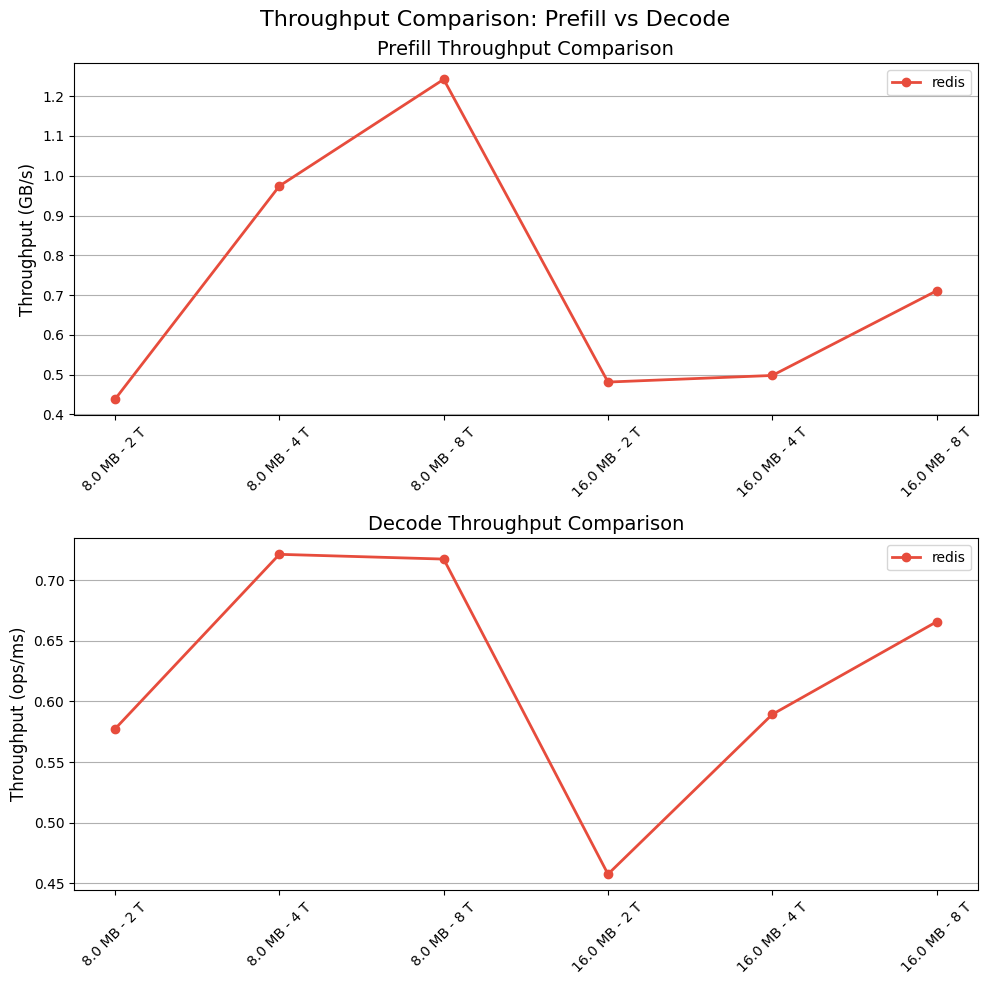 Throughput Comparison: Prefill vs Decode
Prefill Throughput Comparison
redis
Throughput (GB/s)
1.2
1.1
1.0
0.9
0.8
0.7
0.6
0.5
0.4
8.0 MB - 2 T
8.0 MB - 4 T
8.0 MB - 8 T
16.0 MB - 2 T
16.0 MB - 4 T
16.0 MB - 8 T
Decode Throughput Comparison
redis
Throughput (ops/ms)
0.70
0.65
0.60
0.55
0.50
0.45
8.0 MB - 2 T
8.0 MB - 4 T
8.0 MB - 8 T
16.0 MB - 2 T
16.0 MB - 4 T
16.0 MB - 8 T